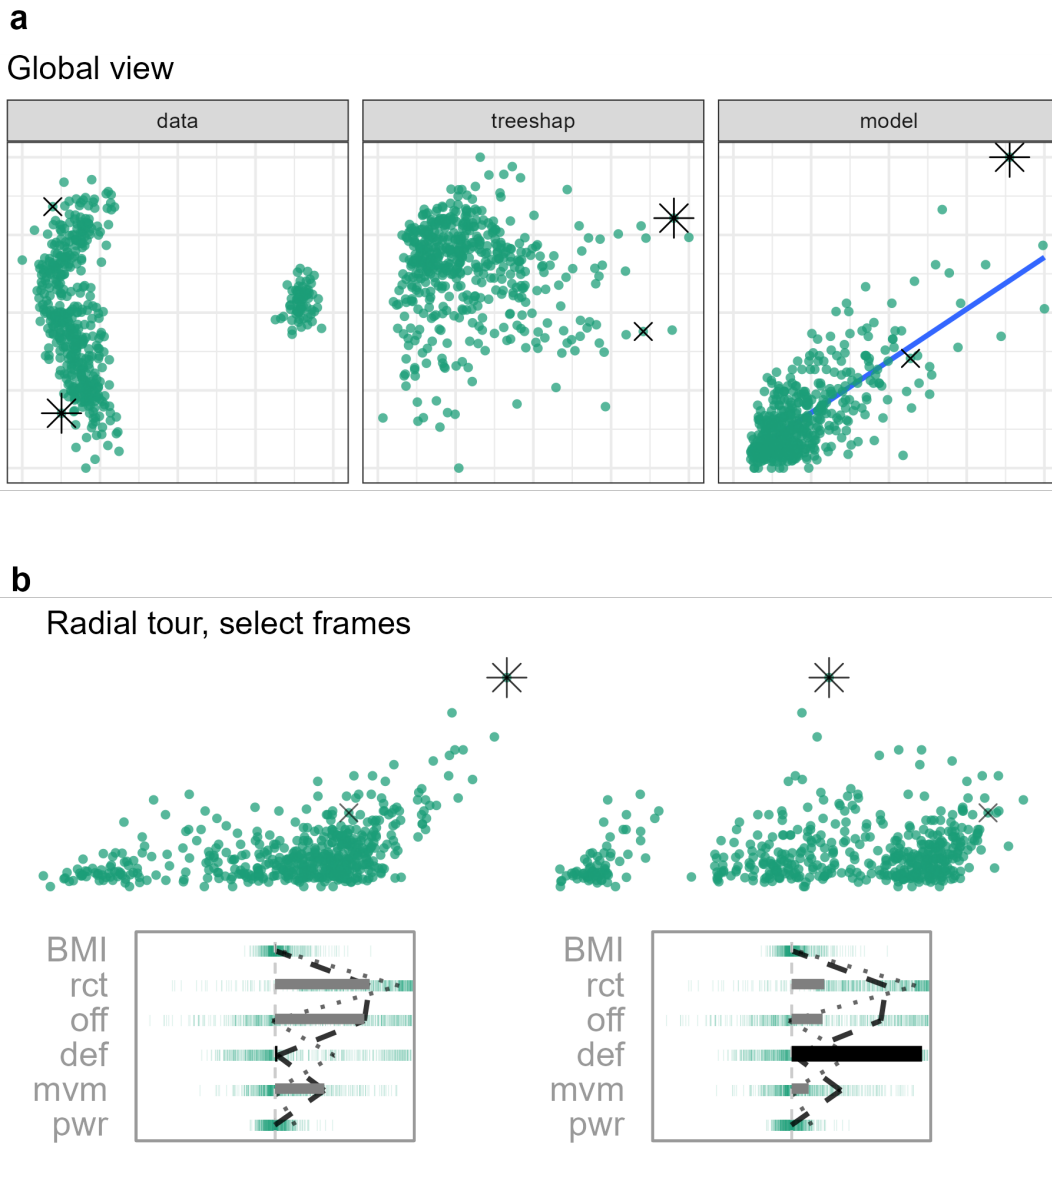 a
Global view
data
treeshap
model
b
Radial tour, select frames
BMI
rct
off
def
mvm
pwr
BMI
rct
off
def
mvm
pwr